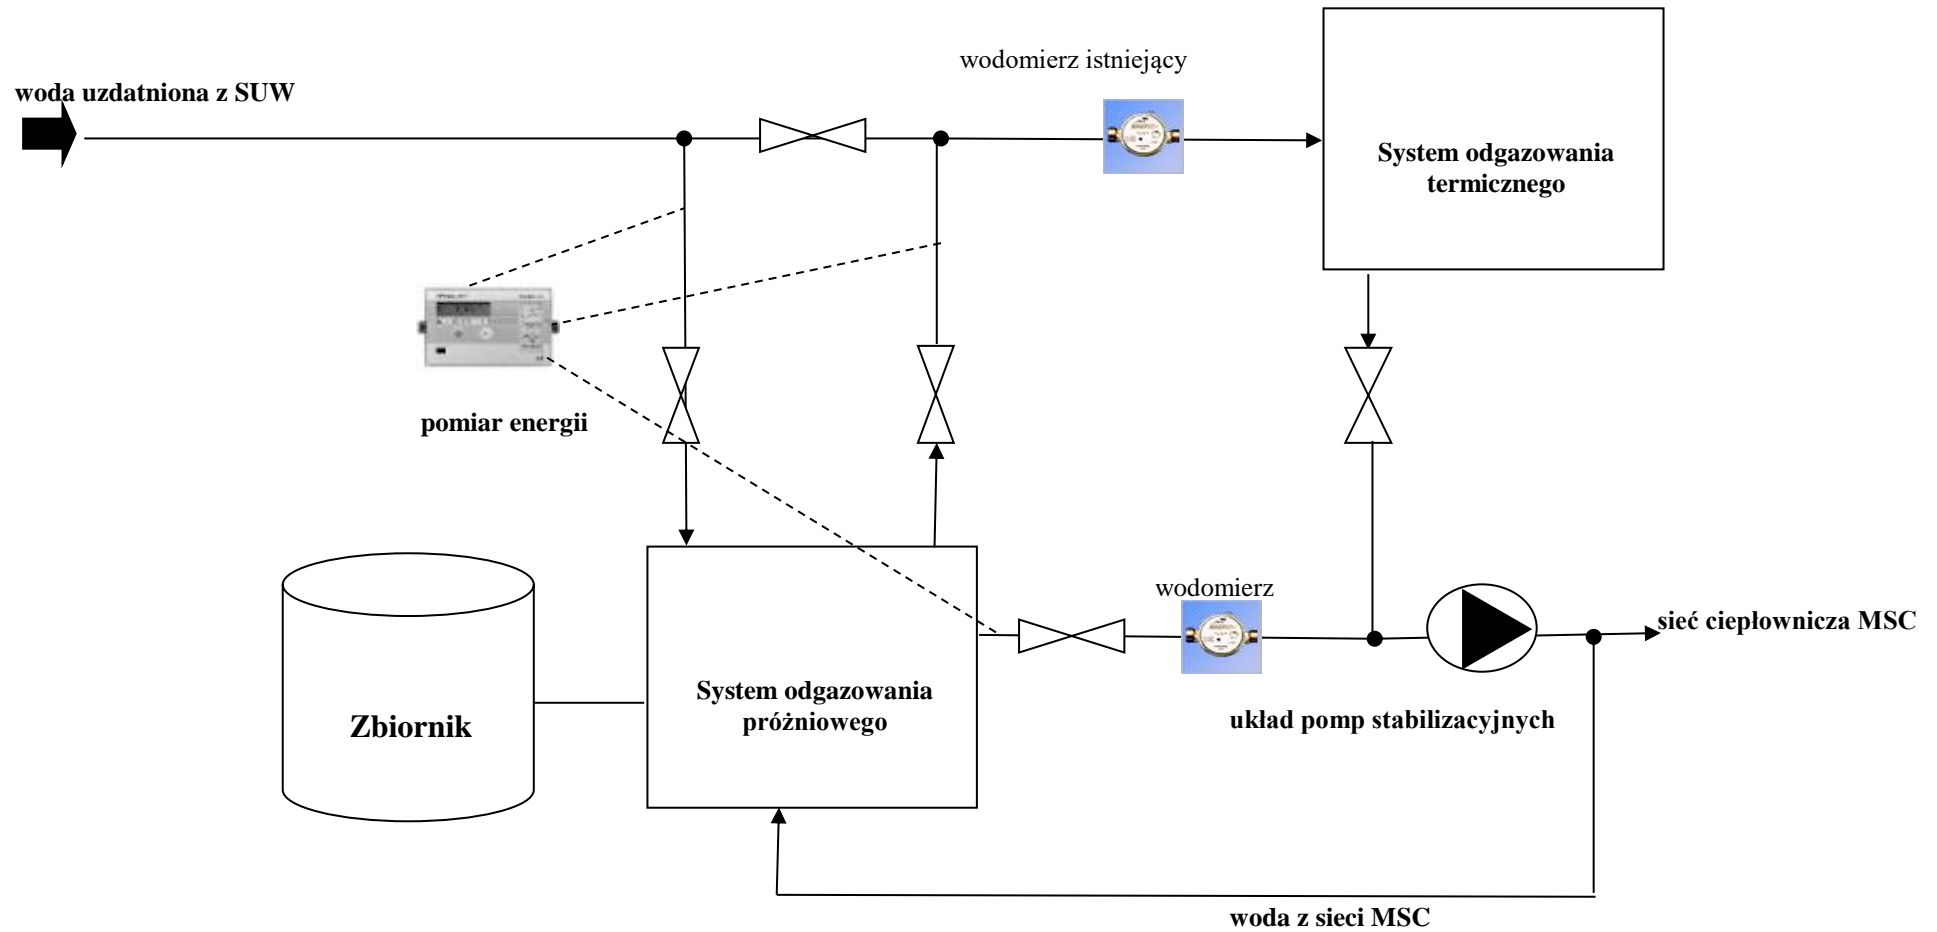 wodomierz istniejący
woda uzdatniona z SUW
System odgazowania
termicznego
pomiar energii
wodomierz
sieć ciepłownicza MSC
System odgazowania
próżniowego
Zbiornik
układ pomp stabilizacyjnych
woda z sieci MSC